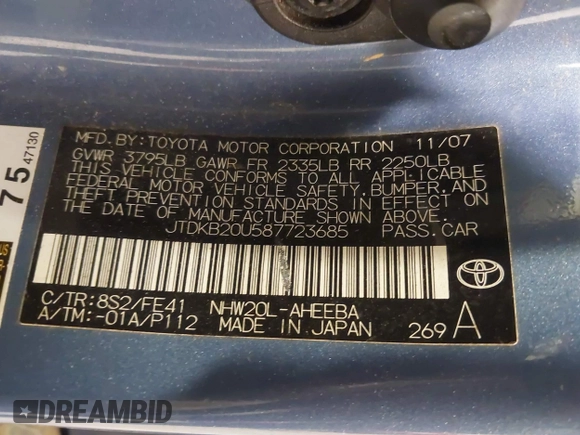 MFD. BY: TOYOTA MOTOR CORPORATION 11/07
GVWR 3795LB GAWR FR 2335LB RR 2250LB
THIS VEHICLE CONFORMS TO ALL APPLICABLE
FEDERAL MOTOR VEHICLE SAFETY, BUMPER, AND
THEFT PREVENTION STANDARDS IN EFFECT ON
THE DATE OF MANUFACTURE SHOWN ABOVE.
JTDKB20U587723685 PASS. CAR
C/TR: 8S2/FE41 NHW20L-AHEEBA
A/TM: -01A/P112 MADE IN JAPAN 269 A
TOYOTA
75
47130
DREAMBID